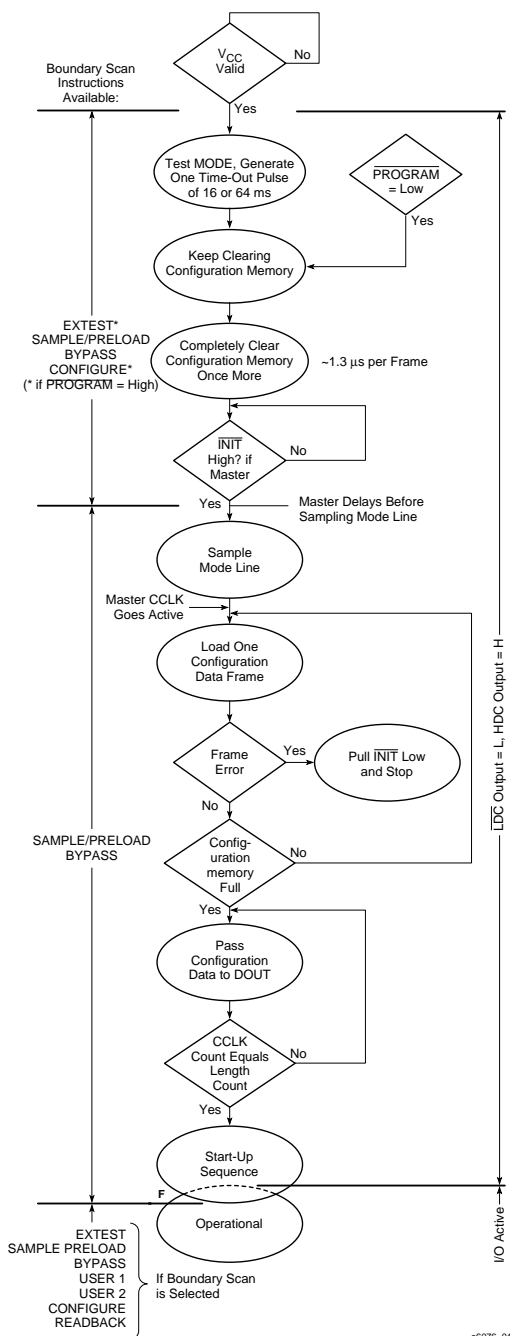 Boundary Scan
Instructions
Available:
VCC
Valid
No
Yes
Test MODE, Generate
One Time-Out Pulse
of 16 or 64 ms
PROGRAM
= Low
Yes
Keep Clearing
Configuration Memory
EXTEST*
SAMPLE/PRELOAD
BYPASS
CONFIGURE*
(* if PROGRAM = High)
Completely Clear
Configuration Memory
Once More
~1.3 µs per Frame
INIT
High? if
Master
No
Yes
Master Delays Before
Sampling Mode Line
Sample
Mode Line
Master CCLK
Goes Active
Load One
Configuration
Data Frame
LDC Output = L, HDC Output = H
Frame
Error
Yes
Pull INIT Low
and Stop
No
SAMPLE/PRELOAD
BYPASS
Config-
uration
memory
Full
No
Yes
Pass
Configuration
Data to DOUT
CCLK
Count Equals
Length
Count
No
Yes
Start-Up
Sequence
F
Operational
I/O Active
EXTEST
SAMPLE PRELOAD
BYPASS
USER 1
USER 2
CONFIGURE
READBACK
If Boundary Scan
is Selected